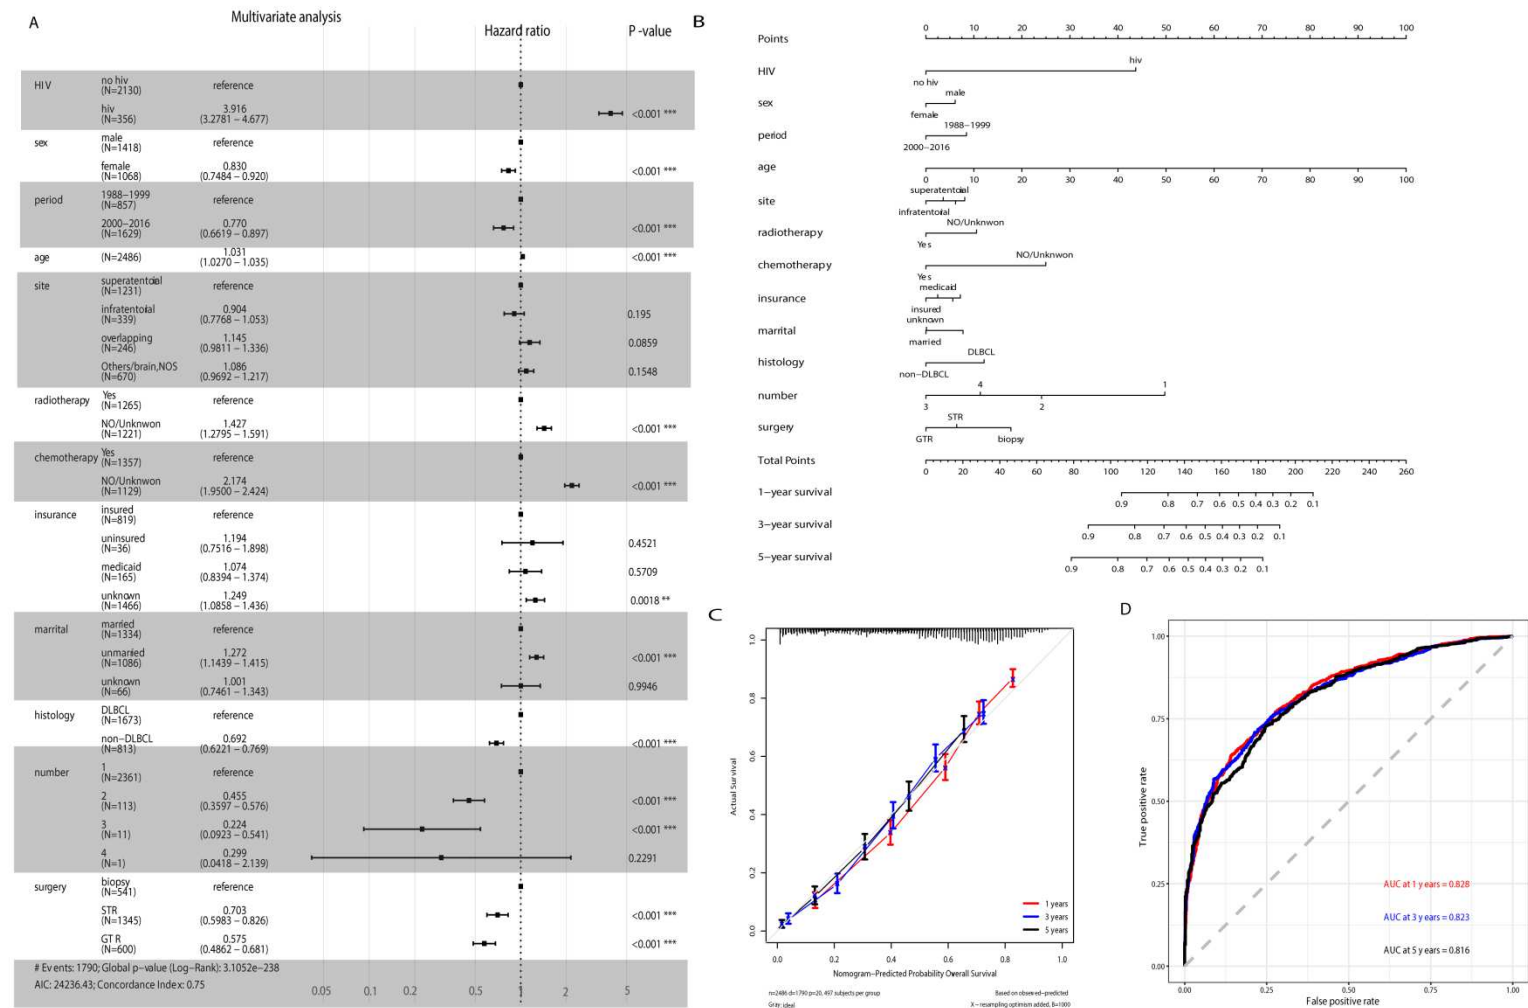 A
Multivariate analysis
Hazard ratio
P -value
HIV
no hiv
(N=2130)
reference
hiv
(N=356)
3.916
(3.2781 – 4.677)
<0.001 ***
sex
male
(N=1418)
reference
female
(N=1068)
0.830
(0.7484 – 0.920)
<0.001 ***
period
1988–1999
(N=857)
reference
2000–2016
(N=1629)
0.770
(0.6619 – 0.897)
<0.001 ***
age
(N=2486)
1.031
(1.0270 – 1.035)
<0.001 ***
site
superatentoial
(N=1231)
reference
infratentoial
(N=339)
0.904
(0.7768 – 1.053)
0.195
overlapping
(N=246)
1.145
(0.9811 – 1.336)
0.0859
Others/brain,NOS
(N=670)
1.086
(0.9692 – 1.217)
0.1548
radiotherapy
Yes
(N=1265)
reference
NO/Unknwon
(N=1221)
1.427
(1.2795 – 1.591)
<0.001 ***
chemotherapy
Yes
(N=1357)
reference
NO/Unknwon
(N=1129)
2.174
(1.9500 – 2.424)
<0.001 ***
insurance
insured
(N=819)
reference
uninsured
(N=36)
1.194
(0.7516 – 1.898)
0.4521
medicaid
(N=165)
1.074
(0.8394 – 1.374)
0.5709
unknown
(N=1466)
1.249
(1.0858 – 1.436)
0.0018 **
marrital
married
(N=1334)
reference
unmaried
(N=1086)
1.272
(1.1439 – 1.415)
<0.001 ***
unknown
(N=66)
1.001
(0.7461 – 1.343)
0.9946
histology
DLBCL
(N=1673)
reference
non–DLBCL
(N=813)
0.692
(0.6221 – 0.769)
<0.001 ***
number
1
(N=2361)
reference
2
(N=113)
0.455
(0.3597 – 0.576)
<0.001 ***
3
(N=11)
0.224
(0.0923 – 0.541)
<0.001 ***
4
(N=1)
0.299
(0.0418 – 2.139)
0.2291
surgery
biopsy
(N=541)
reference
STR
(N=1345)
0.703
(0.5983 – 0.826)
<0.001 ***
GT R
(N=600)
0.575
(0.4862 – 0.681)
<0.001 ***
# Events: 1790; Global p–value (Log–Rank): 3.1052e–238
AIC: 24236.43; Concordance Index: 0.75
0.05 0.1 0.2 0.5 1 2 5
B
Points
0 10 20 30 40 50 60 70 80 90 100
HIV
hiv
no hiv
sex
male
female
period
1988–1999
2000–2016
age
0 10 20 30 40 50 60 70 80 90 100
site
superatentoial
infratentoial
radiotherapy
NO/Unknwon
Yes
chemotherapy
NO/Unknwon
Yes
insurance
medicaid
insured
marrital
unknown
married
histology
DLBCL
non–DLBCL
number
4 1
3 2
surgery
STR
GTR biopsy
Total Points
0 20 40 60 80 100 120 140 160 180 200 220 240 260
1–year survival
0.9 0.8 0.7 0.6 0.5 0.4 0.3 0.2 0.1
3–year survival
0.9 0.8 0.7 0.6 0.5 0.4 0.3 0.2 0.1
5–year survival
0.9 0.8 0.7 0.6 0.5 0.4 0.3 0.2 0.1
C
Actual Survival
1.0
0.8
0.6
0.4
0.2
0.0
1 years
3 years
5 years
0.0 0.2 0.4 0.6 0.8 1.0
Nomogram–Predicted Probability Overall Survival
n=2486 d=1790 p=20, 497 subjects per group
Gray: ideal
Based on observed–predicted
X – resampling optimism added, B=1000
D
True positive rate
1.00
0.75
0.50
0.25
0.00
AUC at 1 years = 0.828
AUC at 3 years = 0.823
AUC at 5 years = 0.816
0.00 0.25 0.50 0.75 1.00
False positive rate